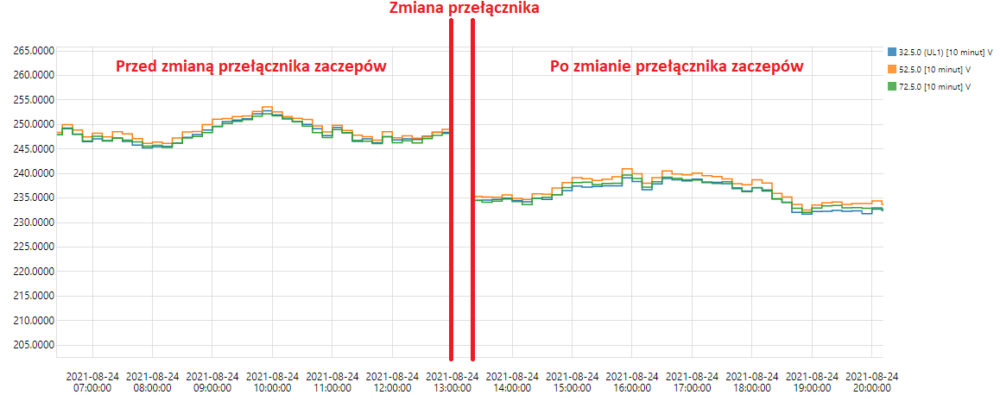 Zmiana przełącznika
Przed zmianą przełącznika zaczepów
Po zmianie przełącznika zaczepów
32.5.0 (UL1) [10 minut] V
52.5.0 [10 minut] V
72.5.0 [10 minut] V
265.0000
260.0000
255.0000
250.0000
245.0000
240.0000
235.0000
230.0000
225.0000
220.0000
215.0000
210.0000
205.0000
2021-08-24 2021-08-24 2021-08-24 2021-08-24 2021-08-24 2021-08-24 2021-08-24 2021-08-24 2021-08-24 2021-08-24 2021-08-24 2021-08-24 2021-08-24 2021-08-24
07:00:00 08:00:00 09:00:00 10:00:00 11:00:00 12:00:00 13:00:00 14:00:00 15:00:00 16:00:00 17:00:00 18:00:00 19:00:00 20:00:00